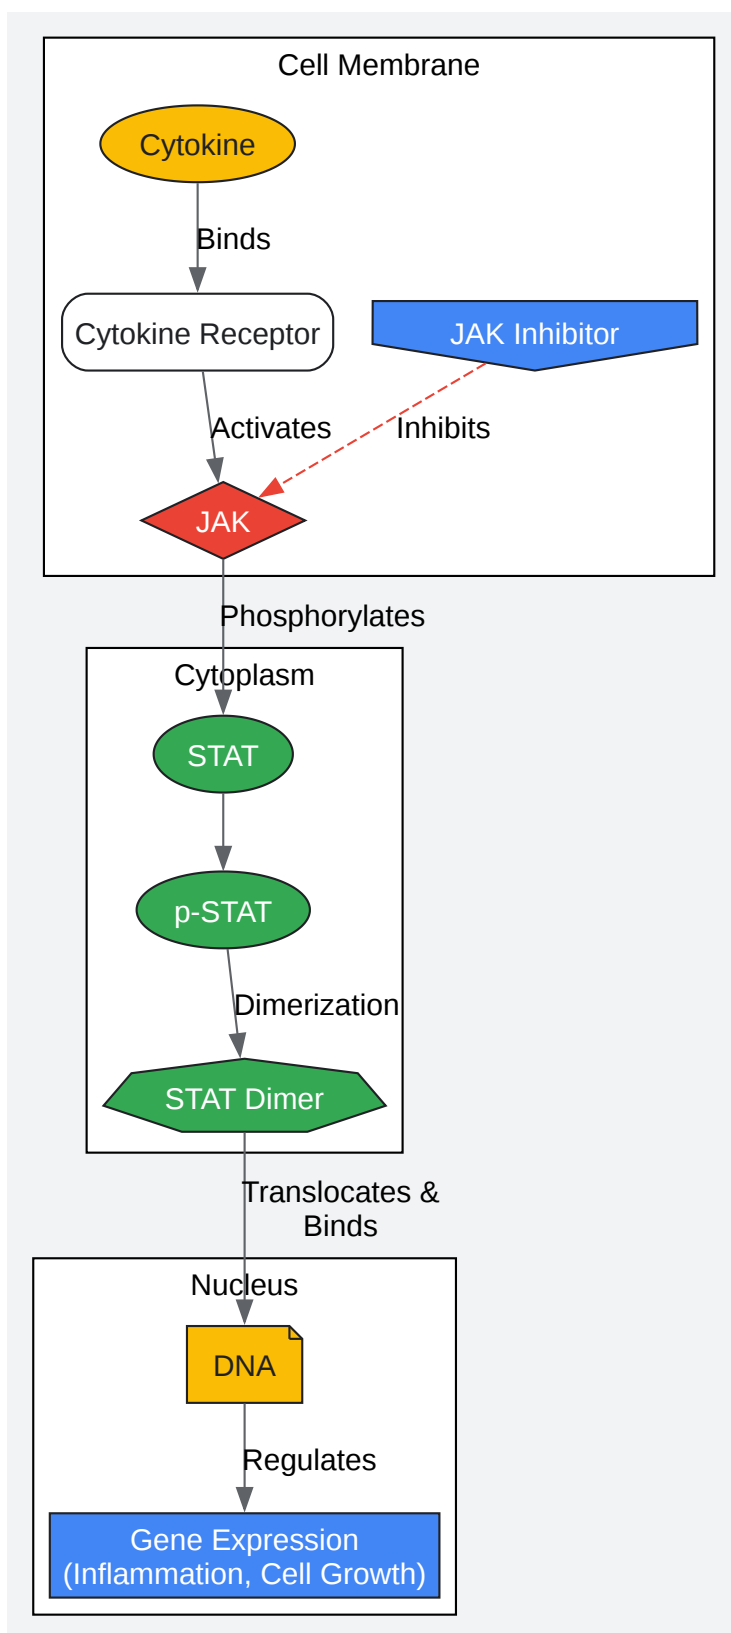 Cell Membrane
Cytokine
Binds
Cytokine Receptor
JAK Inhibitor
Activates
Inhibits
JAK
Phosphorylates
Cytoplasm
STAT
p-STAT
Dimerization
STAT Dimer
Translocates &
Binds
Nucleus
DNA
Regulates
Gene Expression
(Inflammation, Cell Growth)